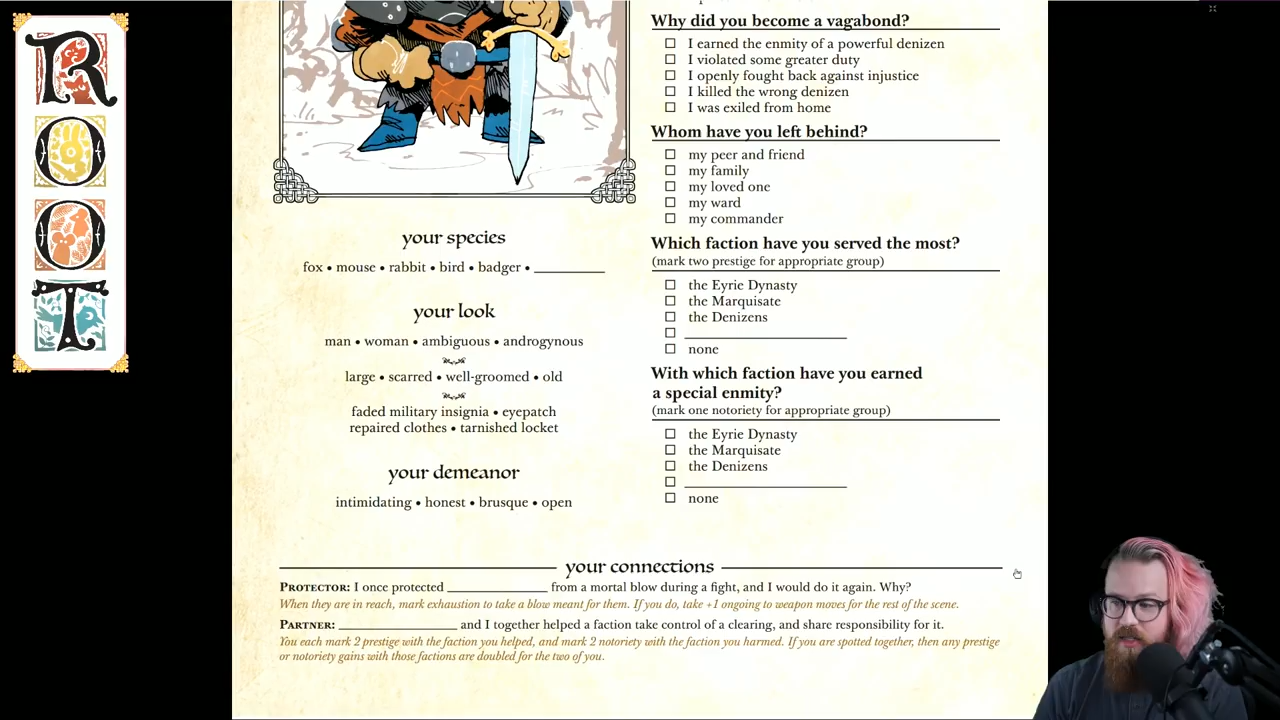 ROOT
your species
fox • mouse • rabbit • bird • badger • ___________
your look
man • woman • ambiguous • androgynous
large • scarred • well-groomed • old
faded military insignia • eyepatch
repaired clothes • tarnished locket
your demeanor
intimidating • honest • brusque • open
Why did you become a vagabond?
☐ I earned the enmity of a powerful denizen
☐ I violated some greater duty
☐ I openly fought back against injustice
☐ I killed the wrong denizen
☐ I was exiled from home
Whom have you left behind?
☐ my peer and friend
☐ my family
☐ my loved one
☐ my ward
☐ my commander
Which faction have you served the most?
(mark two prestige for appropriate group)
☐ the Eyrie Dynasty
☐ the Marquisate
☐ the Denizens
☐ _________________________
☐ none
With which faction have you earned
a special enmity?
(mark one notoriety for appropriate group)
☐ the Eyrie Dynasty
☐ the Marquisate
☐ the Denizens
☐ _________________________
☐ none
your connections
Protector: I once protected _______________ from a mortal blow during a fight, and I would do it again. Why?
When they are in reach, mark exhaustion to take a blow meant for them. If you do, take +1 ongoing to weapon moves for the rest of the scene.
Partner: __________________ and I together helped a faction take control of a clearing, and share responsibility for it.
You each mark 2 prestige with the faction you helped, and mark 2 notoriety with the faction you harmed. If you are spotted together, then any prestige
or notoriety gains with those factions are doubled for the two of you.